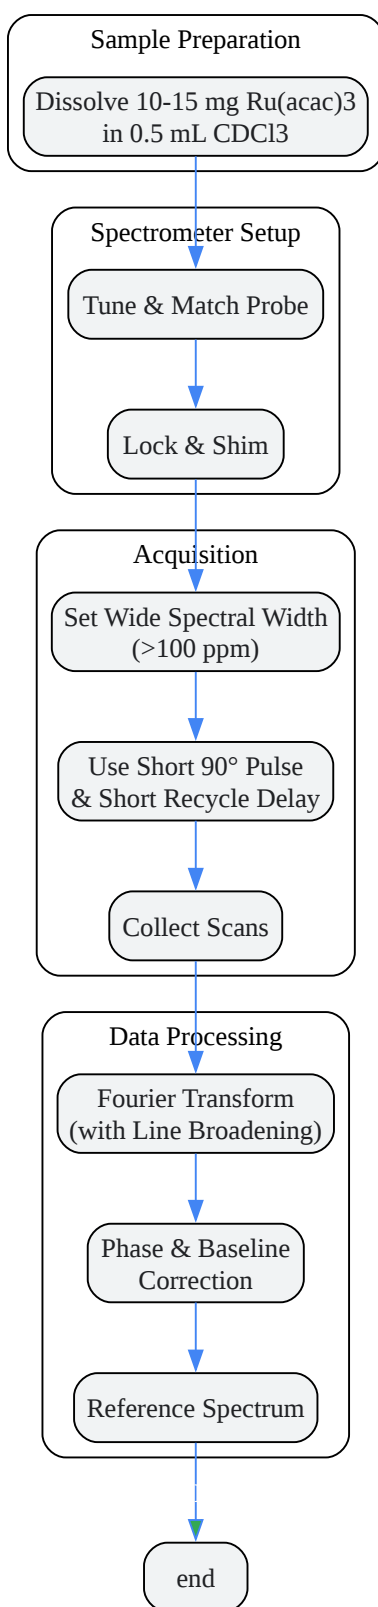 Sample Preparation
Dissolve 10-15 mg Ru(acac)3
in 0.5 mL CDCl3
Spectrometer Setup
Tune & Match Probe
Lock & Shim
Acquisition
Set Wide Spectral Width
(>100 ppm)
Use Short 90° Pulse
& Short Recycle Delay
Collect Scans
Data Processing
Fourier Transform
(with Line Broadening)
Phase & Baseline
Correction
Reference Spectrum
end